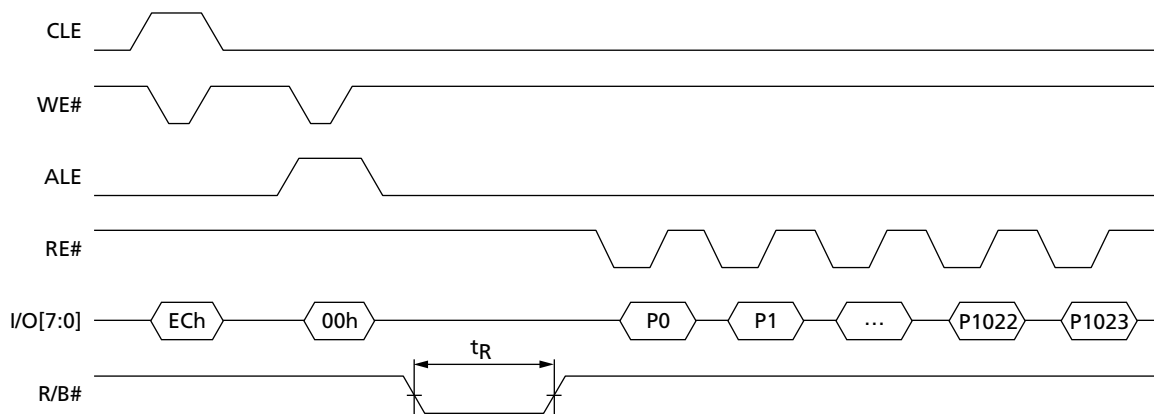 CLE
WE#
ALE
RE#
I/O[7:0] ECh 00h P0 P1 ... P1022 P1023
tR
R/B#